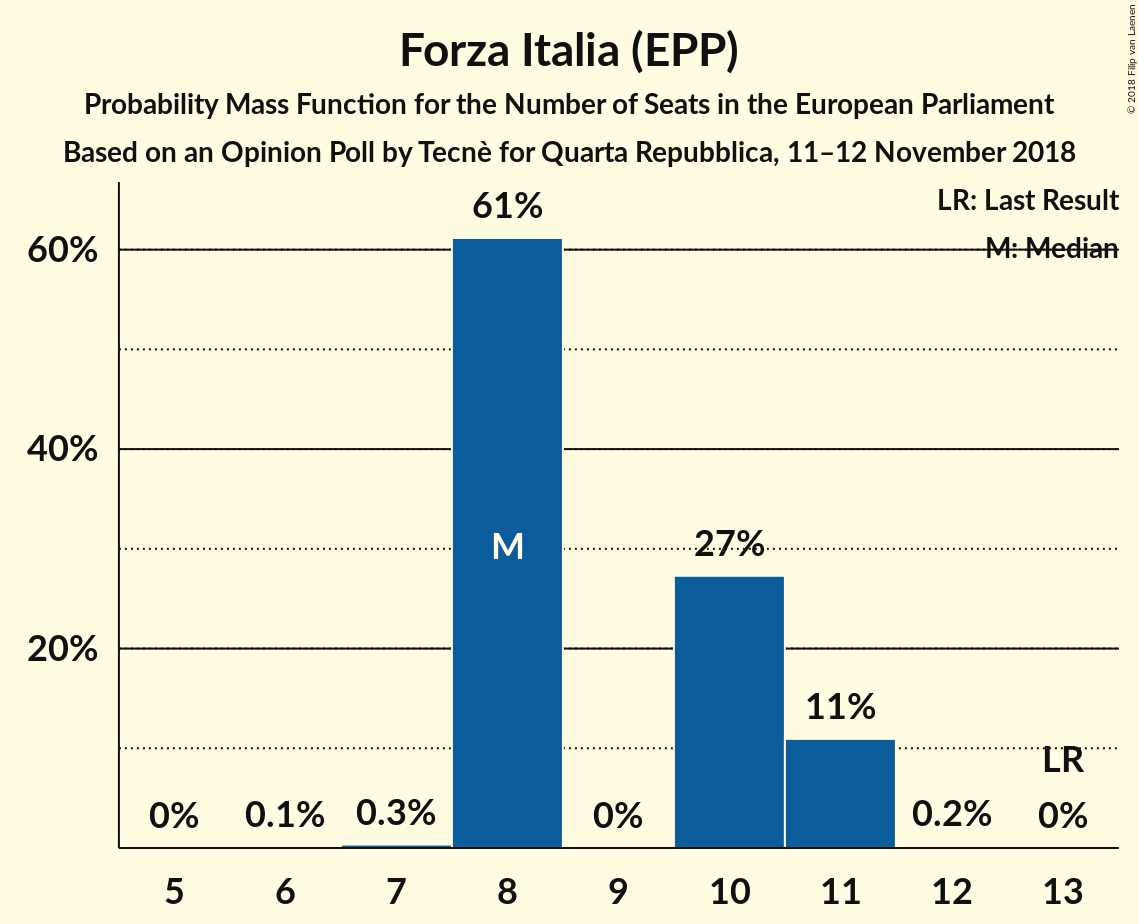 Forza Italia (EPP)
Probability Mass Function for the Number of Seats in the European Parliament
Based on an Opinion Poll by Tecnè for Quarta Repubblica, 11–12 November 2018
© 2018 Filip van Laenen
LR: Last Result
M: Median
60%
40%
20%
0%
0.1%
0.3%
61%
M
0%
27%
11%
0.2%
LR
0%
5 6 7 8 9 10 11 12 13